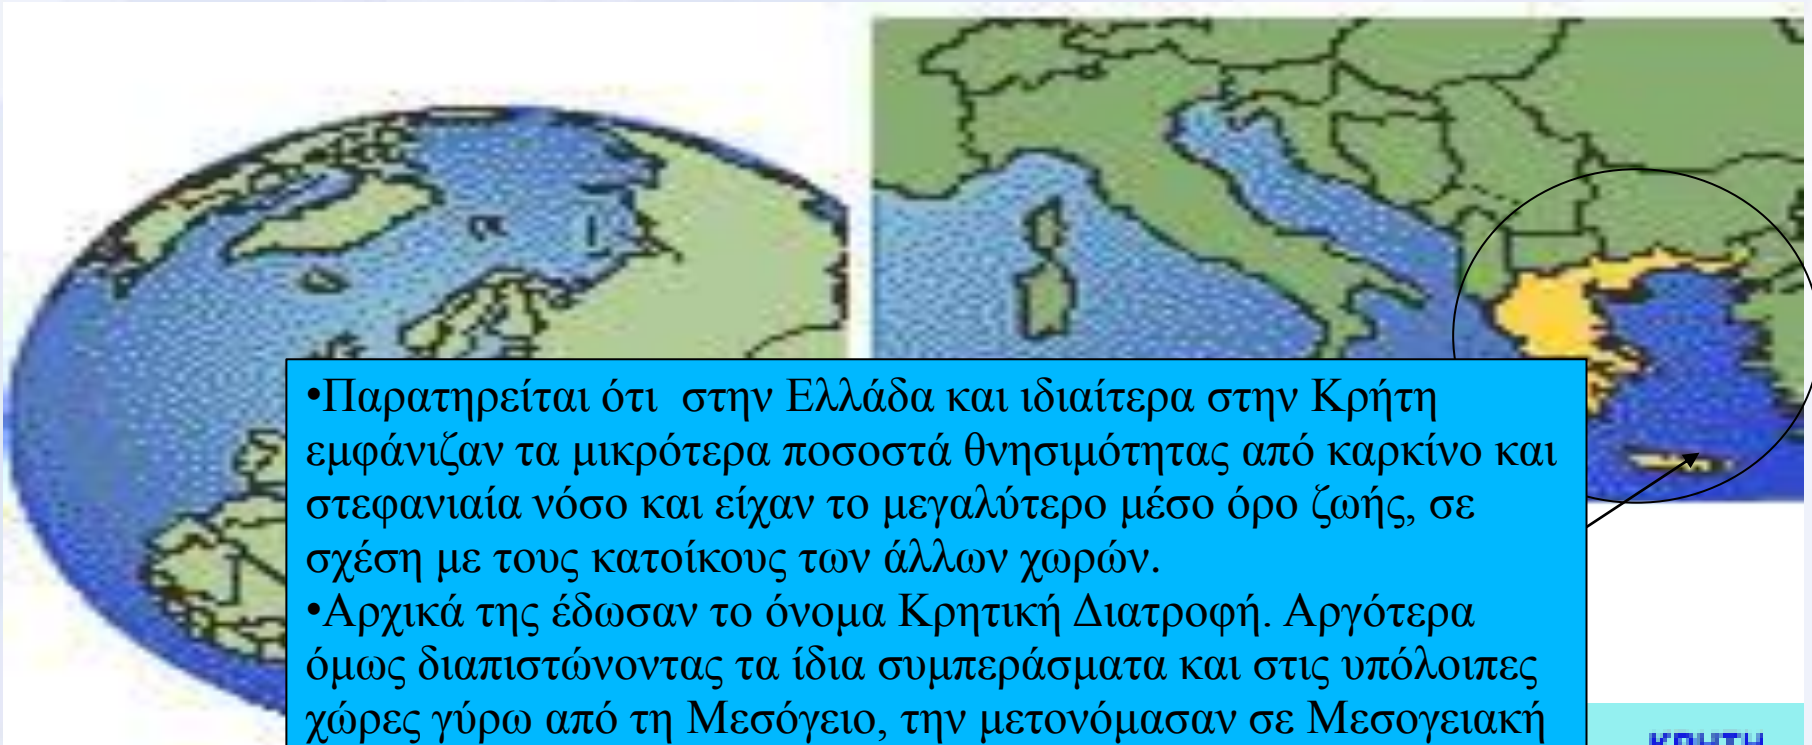 •Παρατηρείται ότι  στην Ελλάδα και ιδιαίτερα στην Κρήτη
εμφάνιζαν τα μικρότερα ποσοστά θνησιμότητας από καρκίνο και
στεφανιαία νόσο και είχαν το μεγαλύτερο μέσο όρο ζωής, σε
σχέση με τους κατοίκους των άλλων χωρών.
•Αρχικά της έδωσαν το όνομα Κρητική Διατροφή. Αργότερα
όμως διαπιστώνοντας τα ίδια συμπεράσματα και στις υπόλοιπες
χώρες γύρω από τη Μεσόγειο, την μετονόμασαν σε Μεσογειακή
ΚΡΗΤΗ